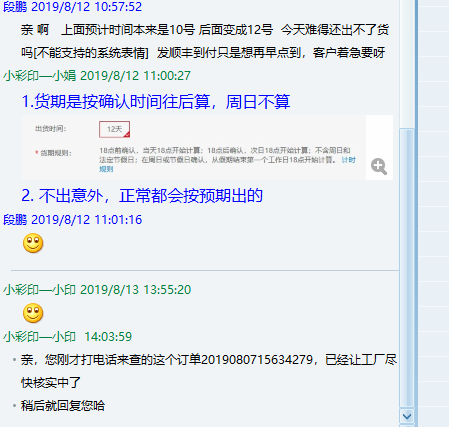 段鹏 2019/8/12 10:57:52
亲 啊    上面预计时间本来是10号 后面变成12号  今天难得还出不了货
吗[不能支持的系统表情]  发顺丰到付只是想再早点到，客户着急要呀
小彩印—小娟 2019/8/12 11:00:27
1.货期是按确认时间往后算，周日不算
出货时间：
12天
* 当期规则：
18点前确认，当天18点开始计算；18点后确认，次日18点开始计算；不含周日和
法定节假日；在周日或节假日确认，从假期结束第一个工作日18点开始计算。 计时
规则
2. 不出意外，正常都会按预期出的
段鹏 2019/8/12 11:01:16
小彩印—小印 2019/8/13 13:55:20
小彩印—小印  14:03:59
• 亲，您刚才打电话来查的这个订单2019080715634279，已经让工厂尽
快核实中了
• 稍后就回复您哈